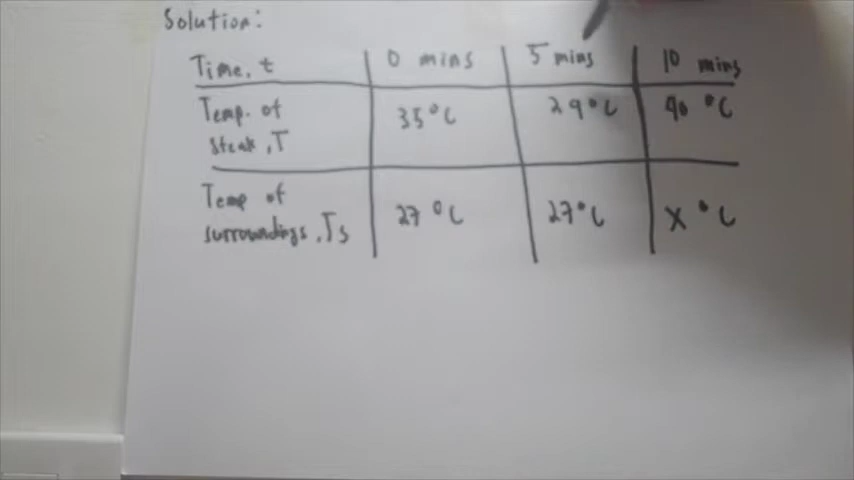 Solution:
Time, t 0 mins 5 mins 10 mins
Temp. of
steak, T 35°C 29°C 90 °C
Temp of
surroundings, Ts 27 °C 27°C X °C